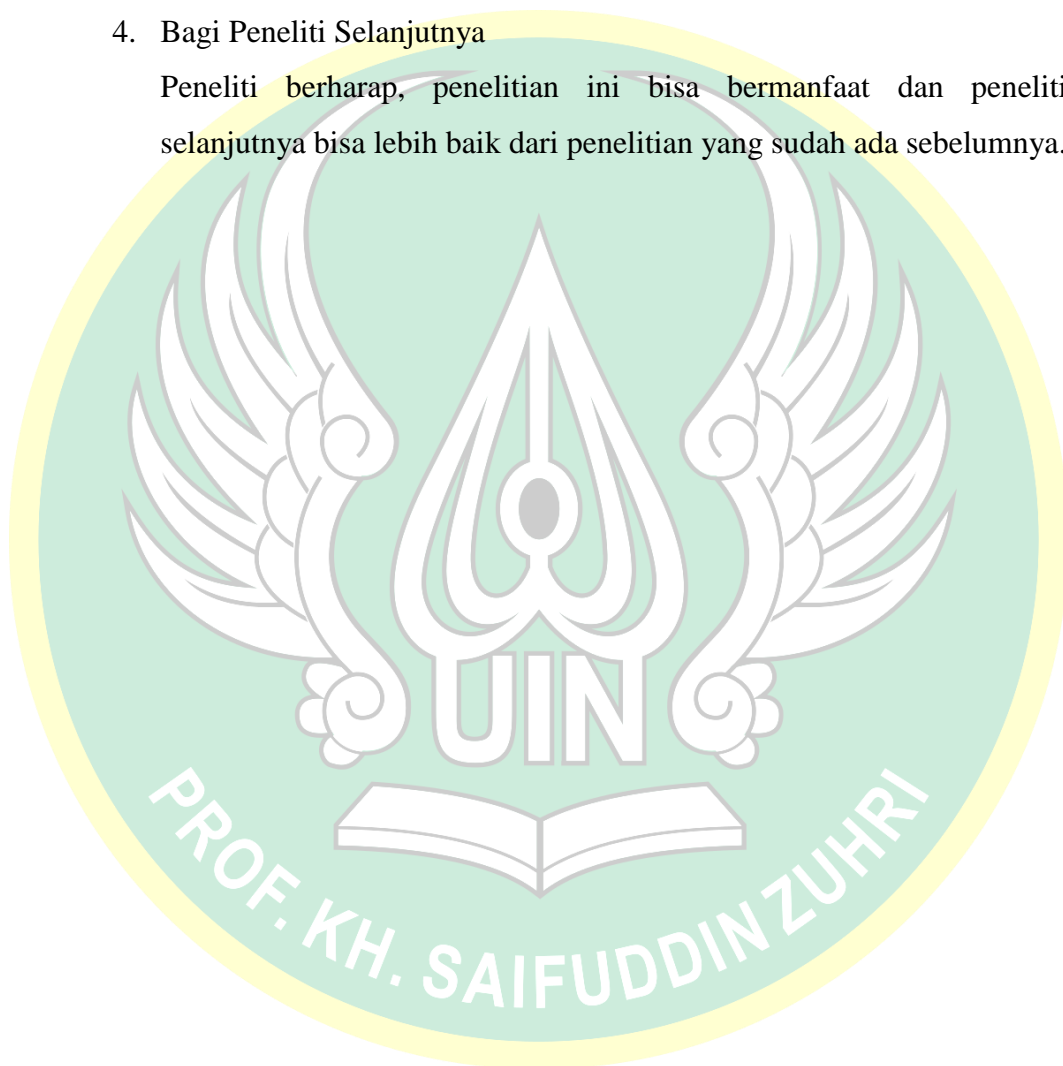 4. Bagi Peneliti Selanjutnya
Peneliti berharap, penelitian ini bisa bermanfaat dan peneliti
selanjutnya bisa lebih baik dari penelitian yang sudah ada sebelumnya.
UIN
PROF. KH. SAIFUDDIN ZUHRI